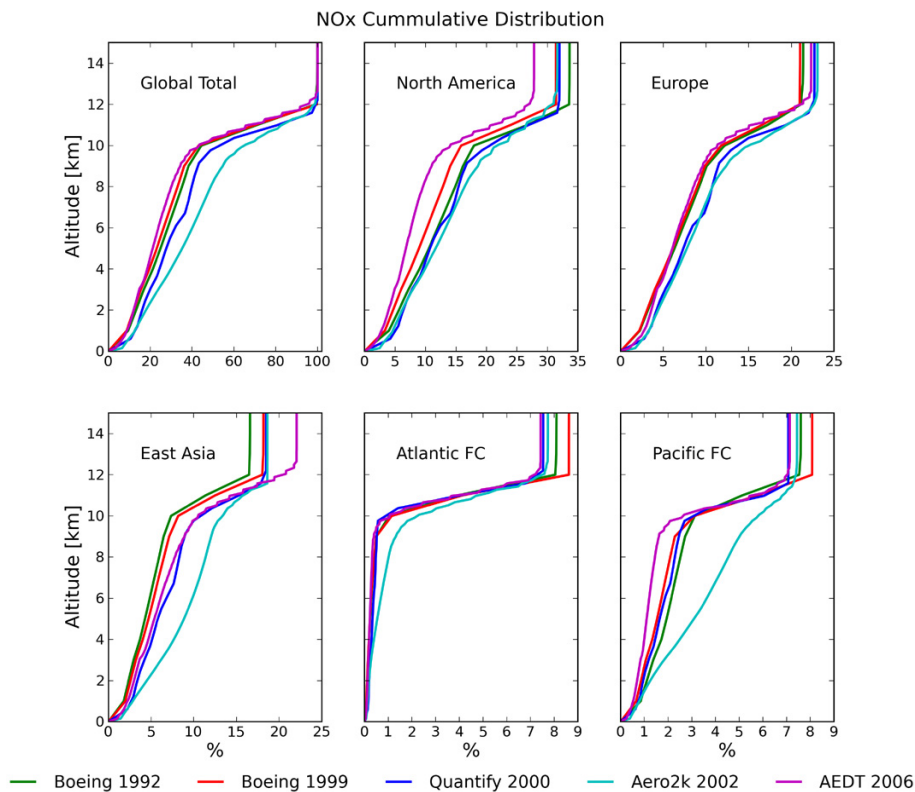 NOx Cummulative Distribution
Global Total
North America
Europe
Altitude [km]
14
12
10
8
6
4
2
0
0 20 40 60 80 100
0 5 10 15 20 25 30 35
0 5 10 15 20 25
East Asia
Atlantic FC
Pacific FC
Altitude [km]
14
12
10
8
6
4
2
0
0 5 10 15 20 25
0 1 2 3 4 5 6 7 8 9
0 1 2 3 4 5 6 7 8 9
% % %
Boeing 1992 Boeing 1999 Quantify 2000 Aero2k 2002 AEDT 2006